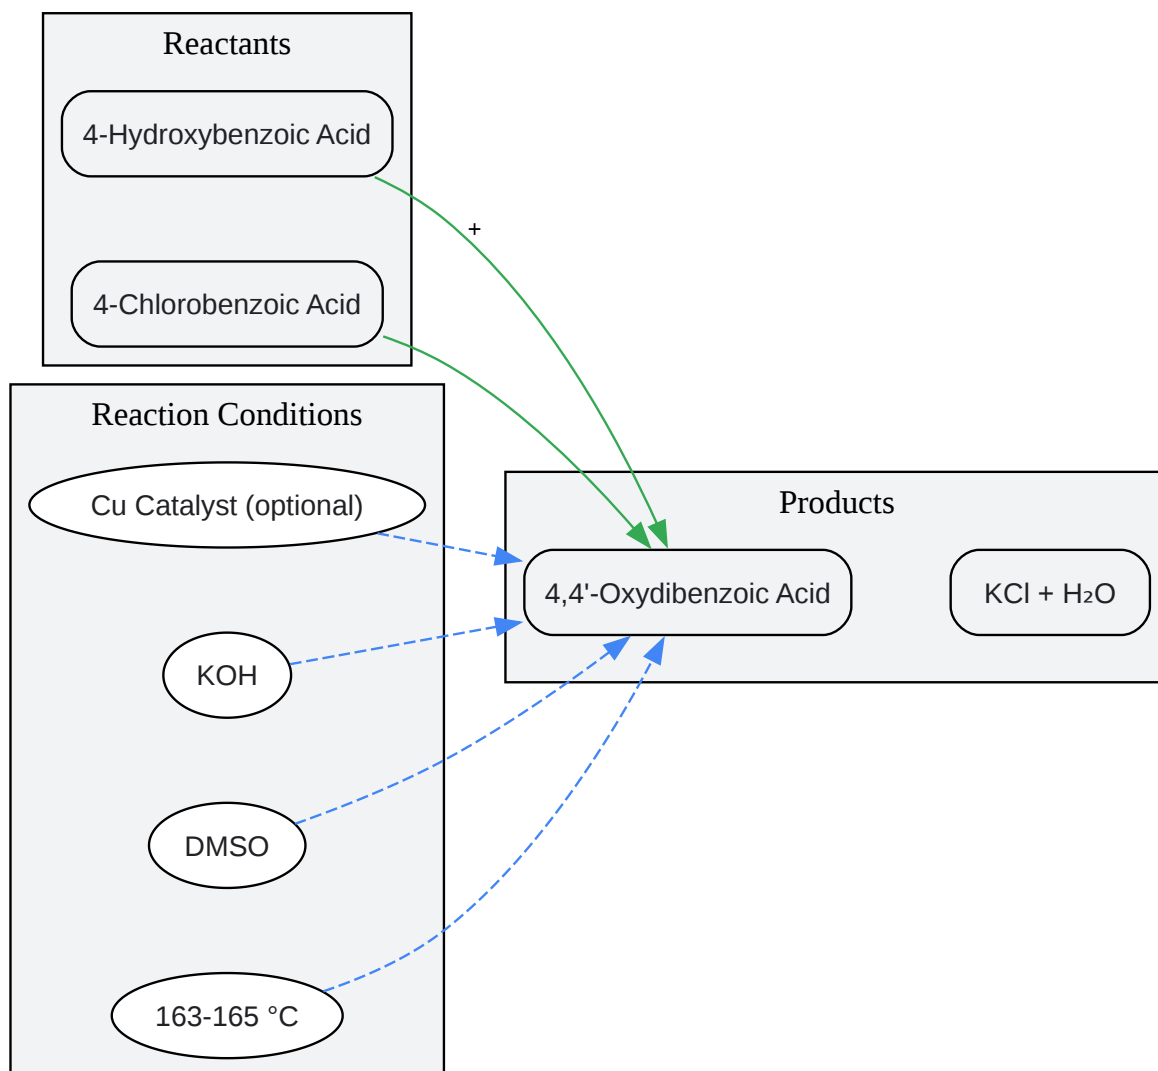 Reactants
4-Hydroxybenzoic Acid
+
4-Chlorobenzoic Acid
Reaction Conditions
Cu Catalyst (optional)
KOH
DMSO
163-165 °C
Products
4,4'-Oxydibenzoic Acid
KCl + H₂O